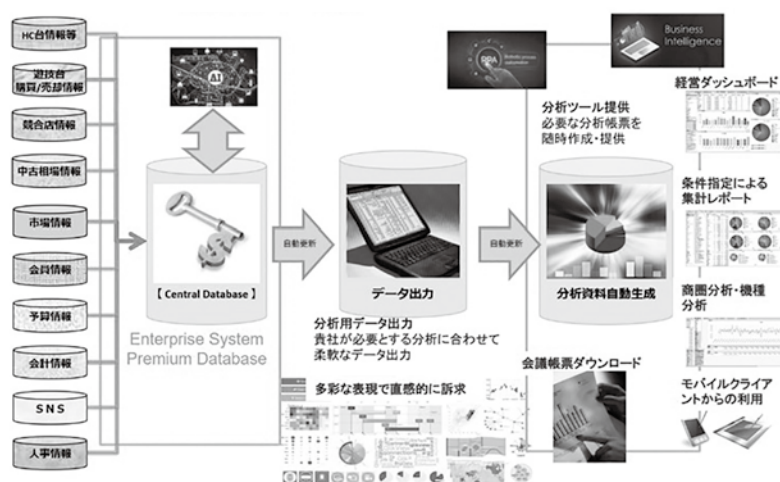 HC台情報等
遊技台
購買/売却情報
競合店情報
中古相場情報
市場情報
会員情報
予算情報
会計情報
SNS
人事情報
AI
【 Central Database 】
Enterprise System
Premium Database
自動更新
データ出力
分析用データ出力
貴社が必要とする分析に合わせて
柔軟なデータ出力
多彩な表現で直感的に訴求
自動更新
RPA
Business
Intelligence
分析ツール提供
必要な分析帳票を
随時作成・提供
分析資料自動生成
会議帳票ダウンロード
経営ダッシュボード
条件指定による
集計レポート
商圏分析・機種
分析
モバイルクライ
アントからの利用